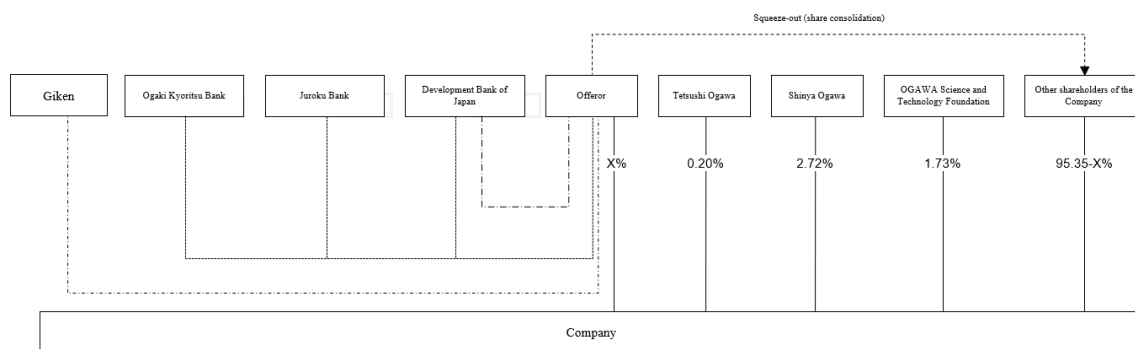 Squeeze-out (share consolidation)
Giken
Ogaki Kyoritsu Bank
Juroku Bank
Development Bank of
Japan
Offeror
Tetsushi Ogawa
Shinya Ogawa
OGAWA Science and
Technology Foundation
Other shareholders of the
Company
X%
0.20%
2.72%
1.73%
95.35-X%
Company